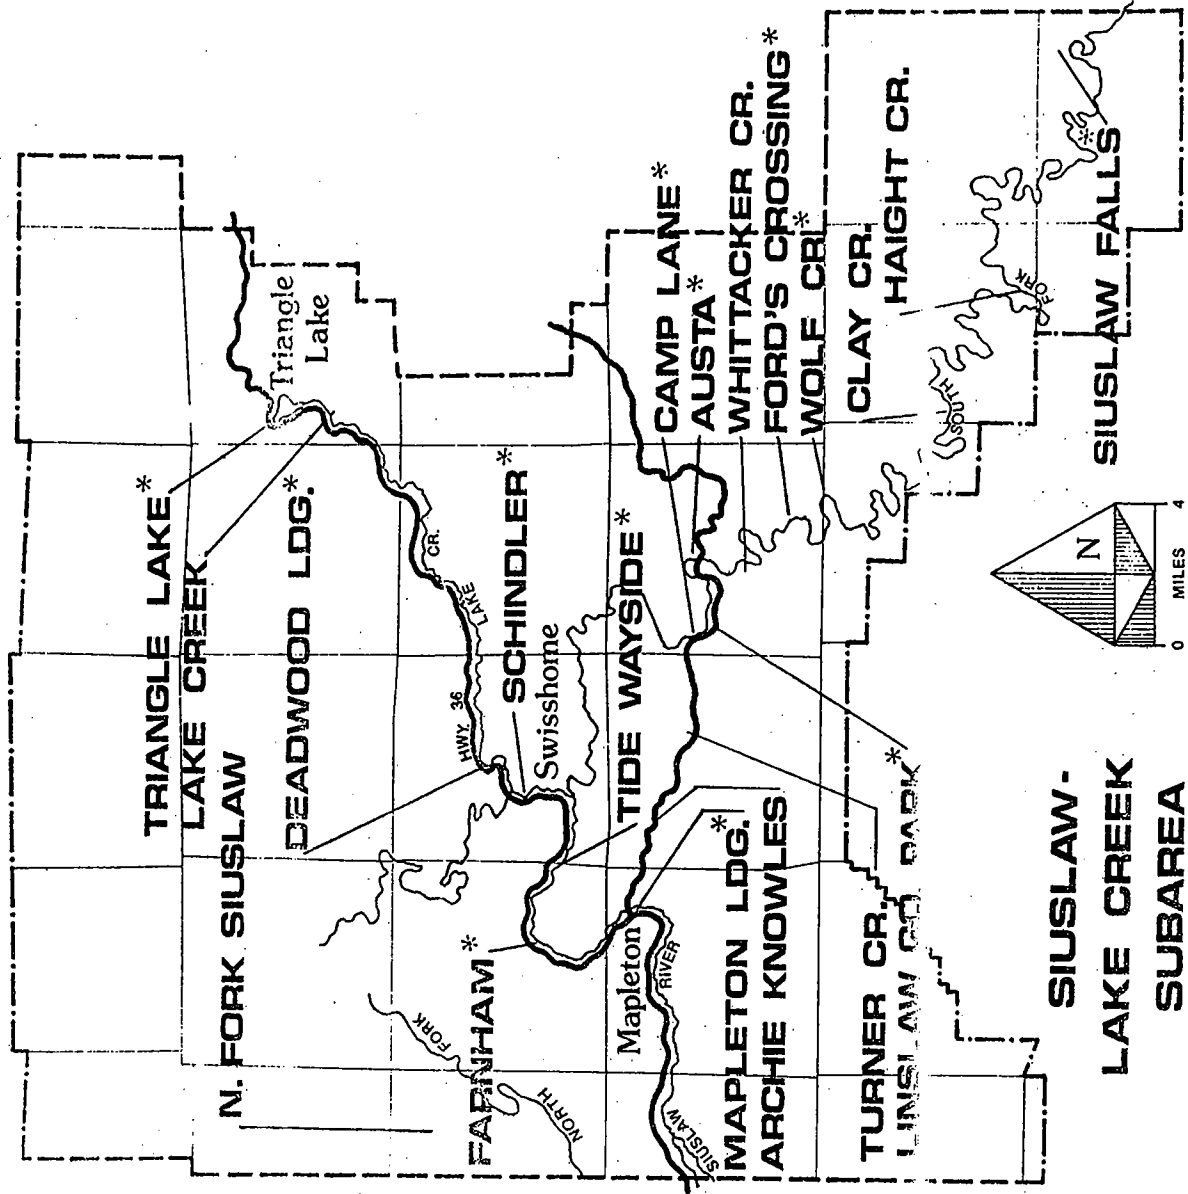 TRIANGLE LAKE*
LAKE CREEK
N. FORK SIUSLAW
DEADWOOD LDG.*
Triangle
Lake
CR.
LAKE
HWY. 36
SCHINDLER*
Swisshome
FARNHAM*
FORK
NORTH
TIDE WAYSIDE*
Mapleton
RIVER
SIUSLAW
CAMP LANE*
AUSTA*
WHITTACKER CR.
FORD'S CROSSING*
WOLF CR.*
CLAY CR.
HAIGHT CR.
SOUTH
FORK
SIUSLAW FALLS*
MAPLETON LDG.*
ARCHIE KNOWLES
TURNER CR.
LINSLAW CO. PARK*
N
0 4
MILES
SIUSLAW-
LAKE CREEK
SUBAREA